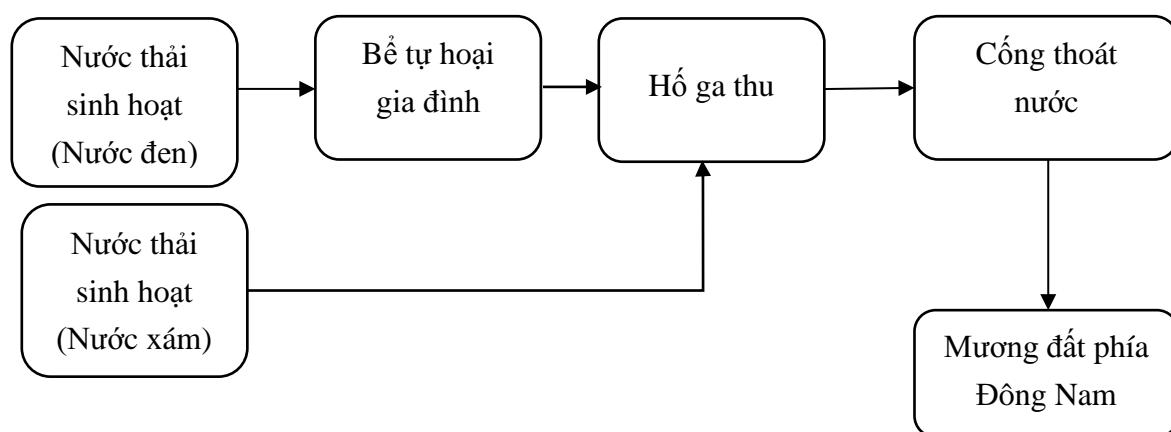 Nước thải
sinh hoạt
(Nước đen)
Bể tự hoại
gia đình
Hố ga thu
Cống thoát
nước
Nước thải
sinh hoạt
(Nước xám)
Mương đất phía
Đông Nam